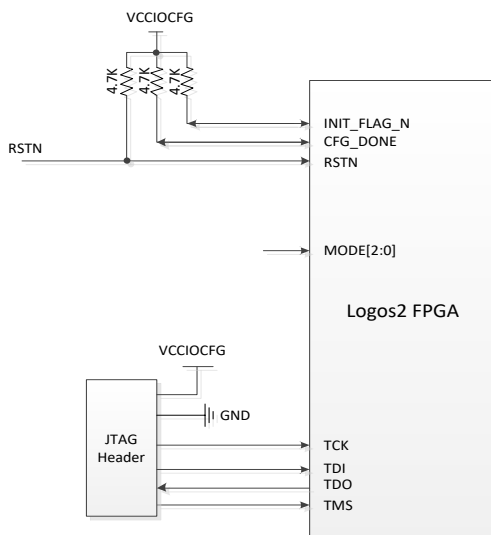 VCCIOCFG
4.7K
4.7K
4.7K
INIT_FLAG_N
CFG_DONE
RSTN
RSTN
MODE[2:0]
Logos2 FPGA
VCCIOCFG
GND
JTAG
Header
TCK
TDI
TDO
TMS